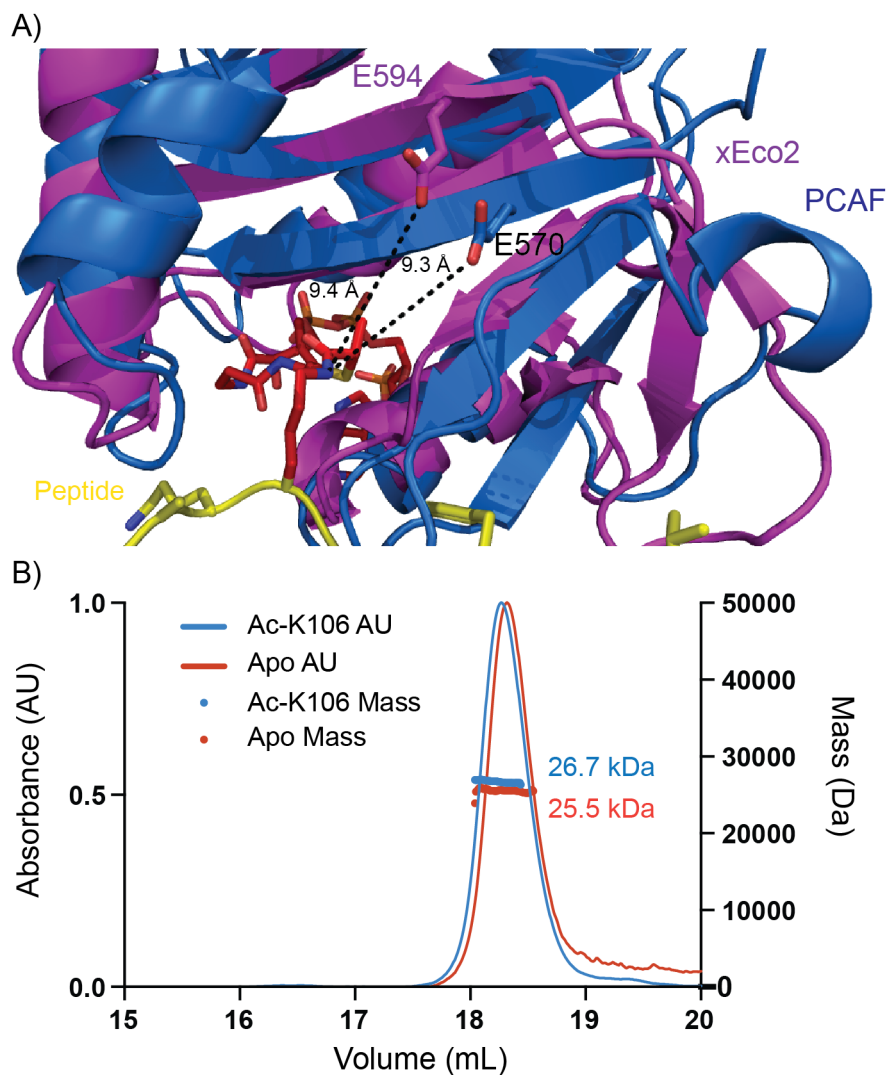 A)
E594
xEco2
PCAF
E570
9.3 Å
9.4 Å
Peptide
B)
1.0
0.5
0.0
Absorbance (AU)
Ac-K106 AU
Apo AU
Ac-K106 Mass
Apo Mass
26.7 kDa
25.5 kDa
50000
40000
30000
20000
10000
0
Mass (Da)
15 16 17 18 19 20
Volume (mL)